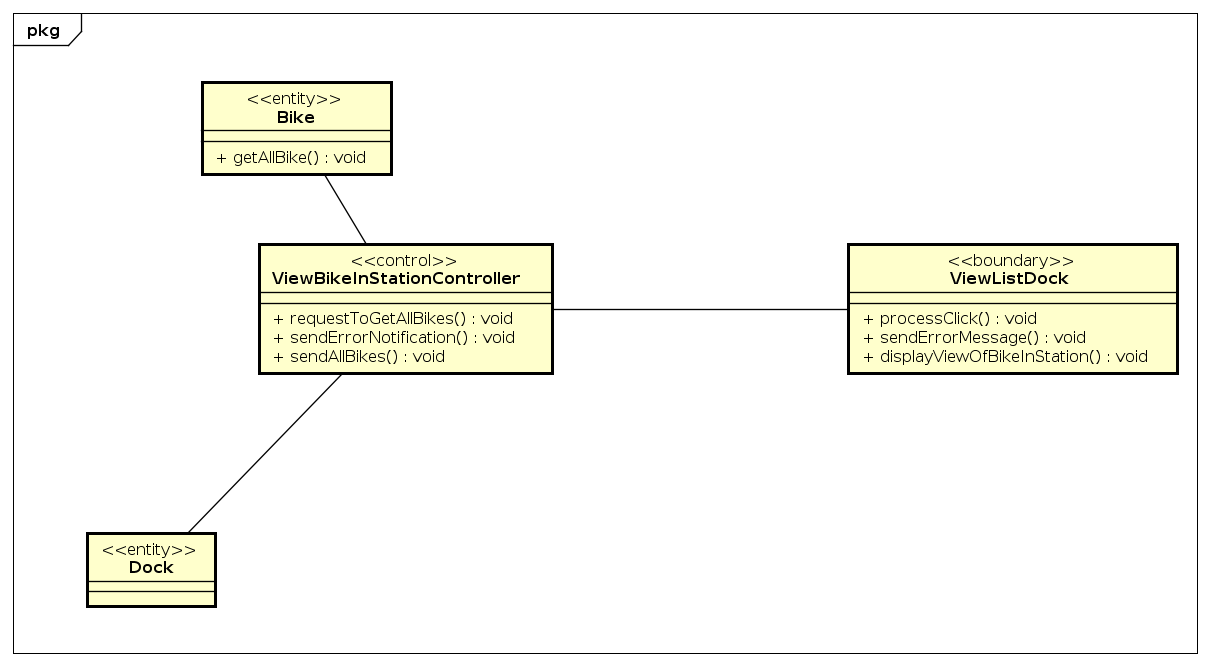 pkg
<<entity>>
Bike
+ getAllBike() : void
<<control>>
ViewBikeInStationController
+ requestToGetAllBikes() : void
+ sendErrorNotification() : void
+ sendAllBikes() : void
<<boundary>>
ViewListDock
+ processClick() : void
+ sendErrorMessage() : void
+ displayViewOfBikeInStation() : void
<<entity>>
Dock